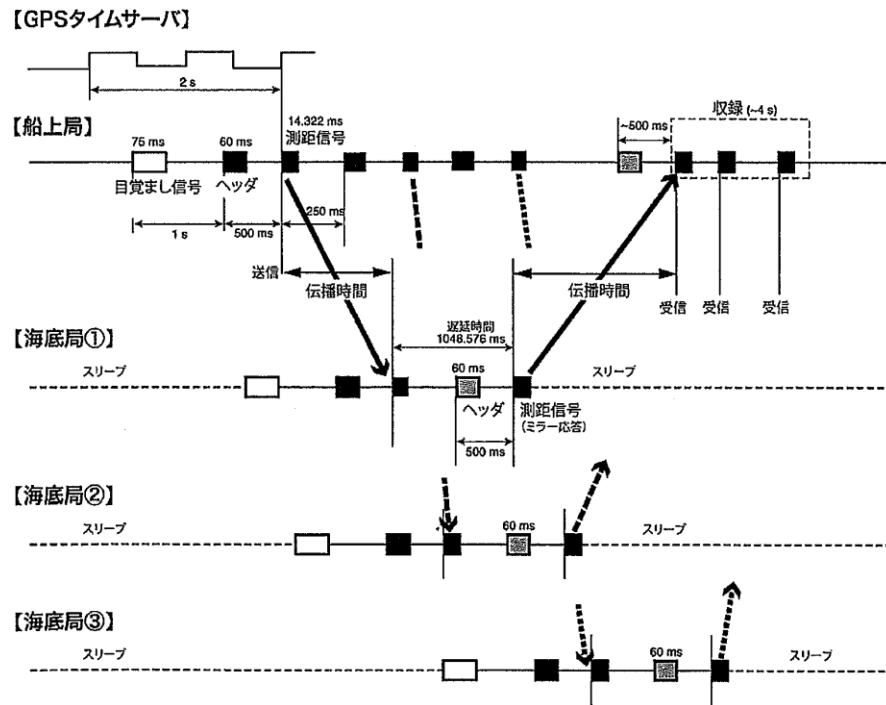 【GPSタイムサーバ】
2 s
【船上局】
75 ms
60 ms
14.322 ms
測距信号
~500 ms
収録 (~4 s)
目覚まし信号
ヘッダ
1 s
500 ms
250 ms
送信
伝播時間
伝播時間
受信
受信
受信
【海底局①】
遅延時間
1048.576 ms
スリープ
60 ms
スリープ
ヘッダ
測距信号
(ミラー応答)
500 ms
【海底局②】
スリープ
60 ms
スリープ
【海底局③】
スリープ
60 ms
スリープ